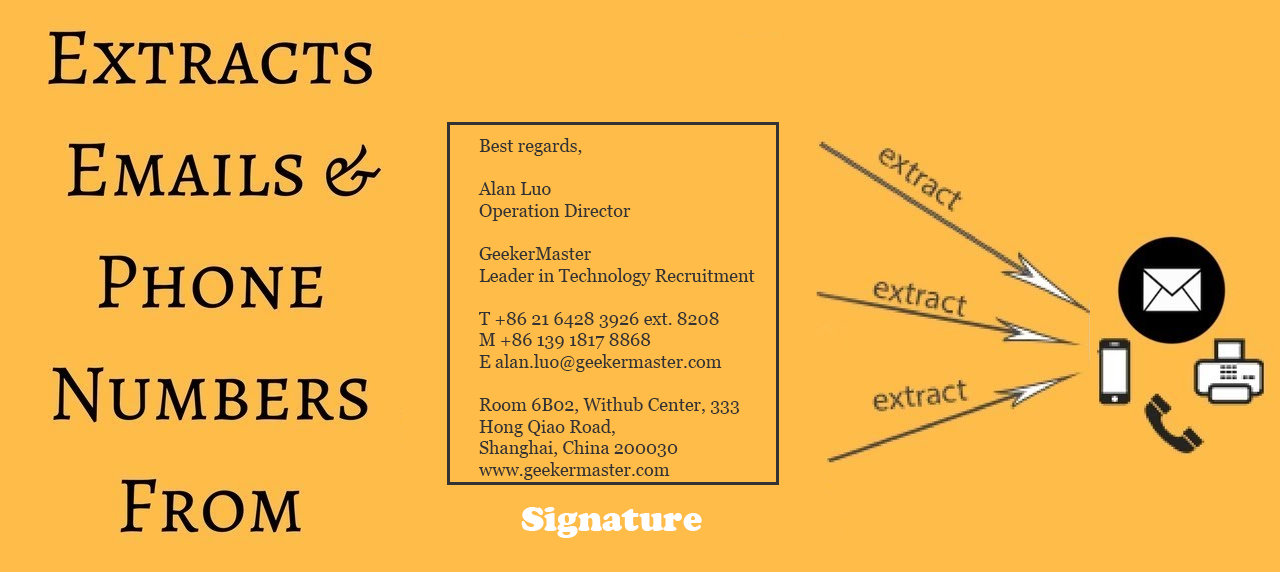 Extracts
Emails &
Phone
Numbers
From
Best regards,
Alan Luo
Operation Director
GeekerMaster
Leader in Technology Recruitment
T +86 21 6428 3926 ext. 8208
M +86 139 1817 8868
E alan.luo@geekermaster.com
Room 6B02, Withub Center, 333
Hong Qiao Road,
Shanghai, China 200030
www.geekermaster.com
Signature
extract
extract
extract